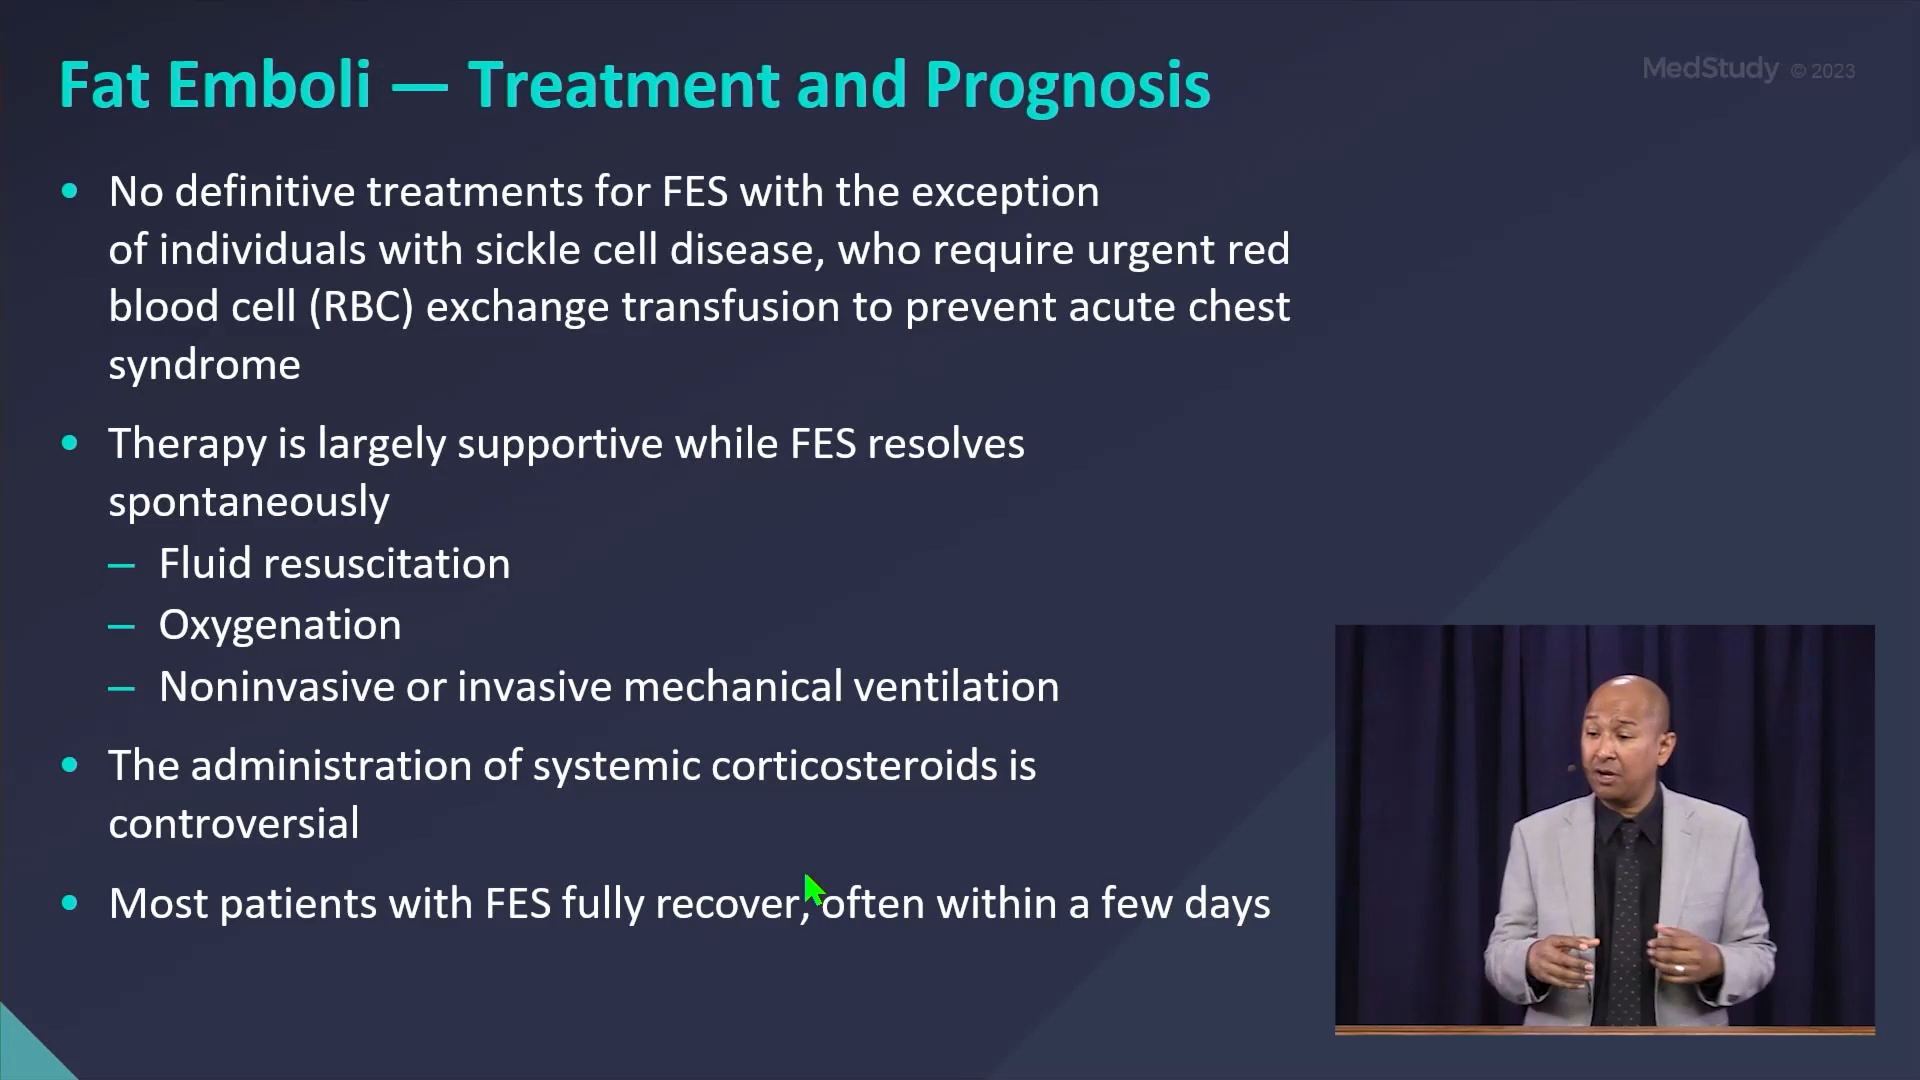 Fat Emboli — Treatment and Prognosis
MedStudy © 2023
• No definitive treatments for FES with the exception
of individuals with sickle cell disease, who require urgent red
blood cell (RBC) exchange transfusion to prevent acute chest
syndrome
• Therapy is largely supportive while FES resolves
spontaneously
– Fluid resuscitation
– Oxygenation
– Noninvasive or invasive mechanical ventilation
• The administration of systemic corticosteroids is
controversial
• Most patients with FES fully recover, often within a few days